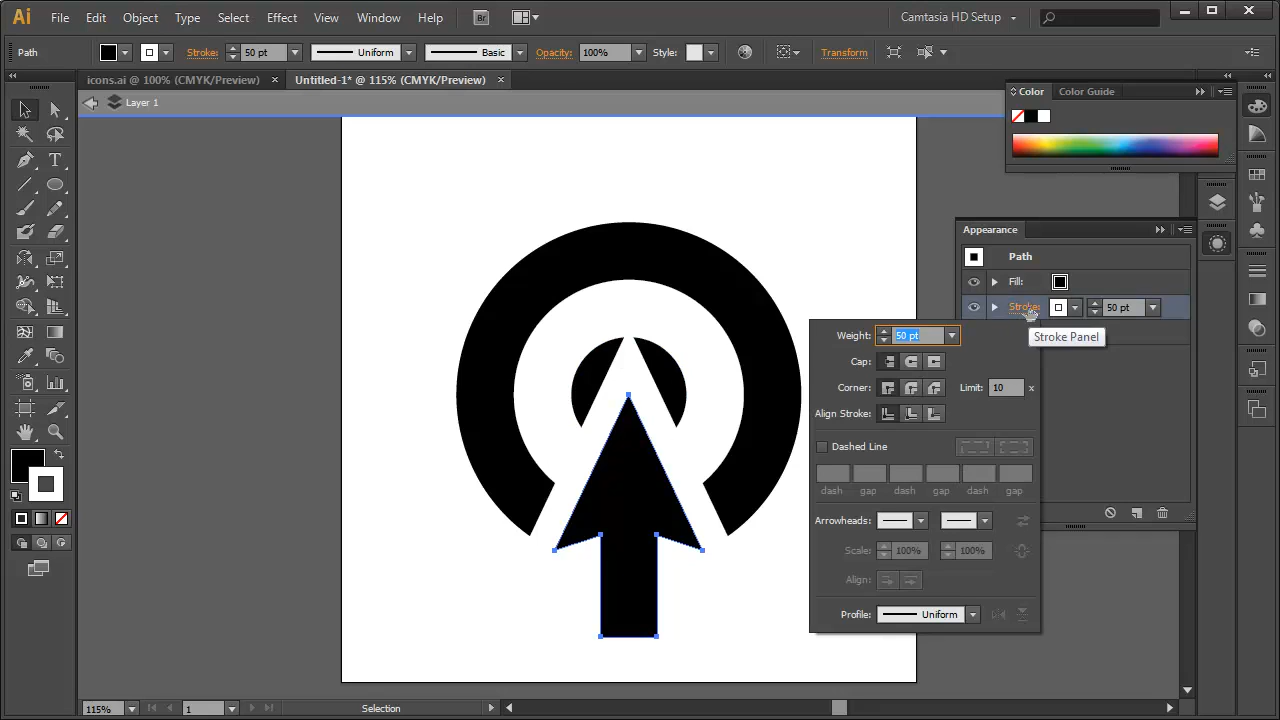 Ai File Edit Object Type Select Effect View Window Help Br Camtasia HD Setup
Path Stroke: 50 pt Uniform Basic Opacity: 100% Style: Transform
icons.ai @ 100% (CMYK/Preview) × Untitled-1* @ 115% (CMYK/Preview) ×
Layer 1
Color Color Guide
Appearance
Path
Fill:
Stroke: 50 pt
Stroke Panel
Weight: 50 pt
Cap:
Corner: Limit: 10 x
Align Stroke:
Dashed Line
dash gap dash gap dash gap
Arrowheads:
Scale: 100% 100%
Align:
Profile: Uniform
115% 1 Selection